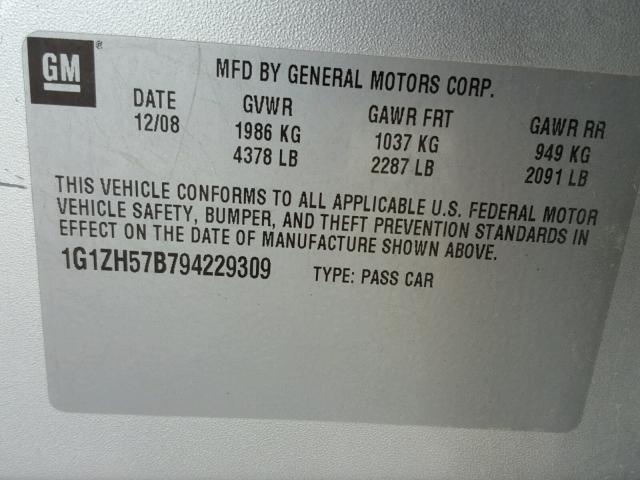 GM®
MFD BY GENERAL MOTORS CORP.
DATE GVWR GAWR FRT GAWR RR
12/08 1986 KG 1037 KG 949 KG
4378 LB 2287 LB 2091 LB
THIS VEHICLE CONFORMS TO ALL APPLICABLE U.S. FEDERAL MOTOR
VEHICLE SAFETY, BUMPER, AND THEFT PREVENTION STANDARDS IN
EFFECT ON THE DATE OF MANUFACTURE SHOWN ABOVE.
1G1ZH57B794229309 TYPE: PASS CAR